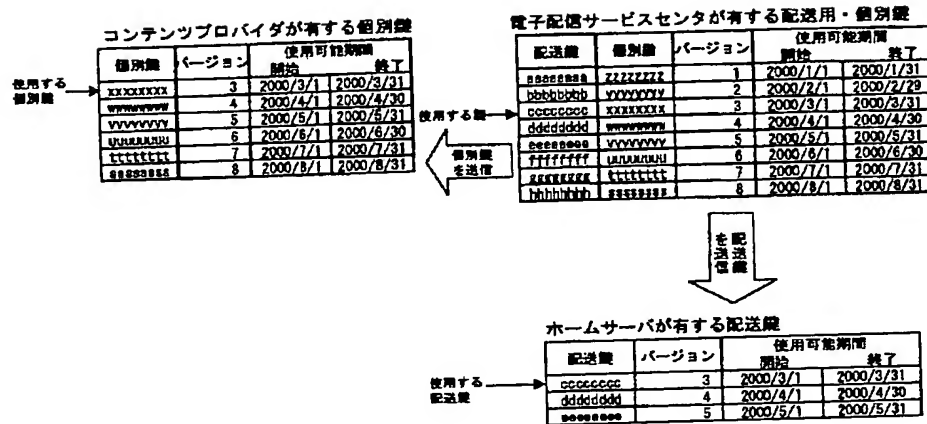 コンテンツプロバイダが有する個別鍵
個別鍵 バージョン 使用可能期間
開始 終了
使用する
個別鍵
xxxxxxxx 3 2000/3/1 2000/3/31
wwwwwwww 4 2000/4/1 2000/4/30
vvvvvvvv 5 2000/5/1 2000/5/31
uuuuuuuu 6 2000/6/1 2000/6/30
tttttttt 7 2000/7/1 2000/7/31
ssssssss 8 2000/8/1 2000/8/31
電子配信サービスセンタが有する配送用・個別鍵
配送鍵 個別鍵 バージョン 使用可能期間
開始 終了
aaaaaaaa zzzzzzzz 1 2000/1/1 2000/1/31
bbbbbbbb yyyyyyyy 2 2000/2/1 2000/2/29
使用する鍵
cccccccc xxxxxxxx 3 2000/3/1 2000/3/31
dddddddd wwwwwwww 4 2000/4/1 2000/4/30
eeeeeeee vvvvvvvv 5 2000/5/1 2000/5/31
ffffffff uuuuuuuu 6 2000/6/1 2000/6/30
gggggggg tttttttt 7 2000/7/1 2000/7/31
hhhhhhhh ssssssss 8 2000/8/1 2000/8/31
個別鍵
を送信
配送鍵
を送信
ホームサーバが有する配送鍵
配送鍵 バージョン 使用可能期間
開始 終了
使用する
配送鍵
cccccccc 3 2000/3/1 2000/3/31
dddddddd 4 2000/4/1 2000/4/30
eeeeeeee 5 2000/5/1 2000/5/31